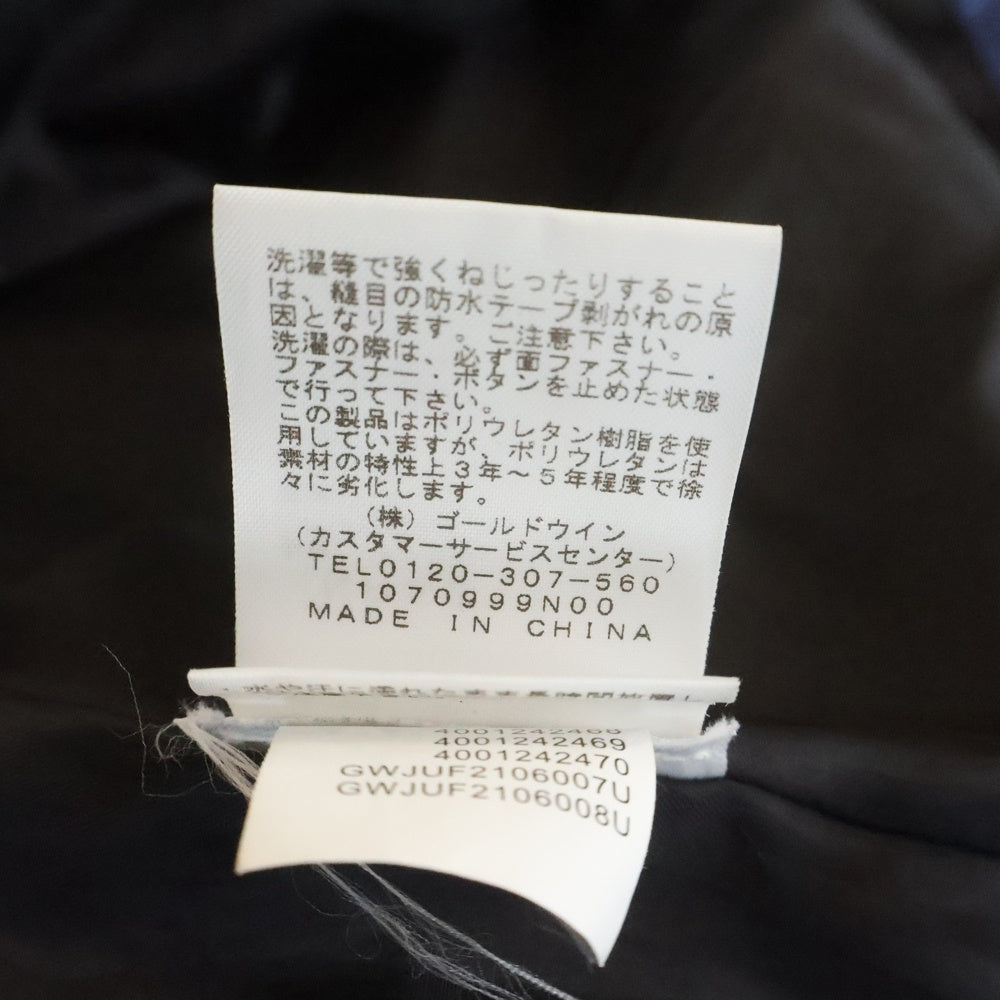 洗濯等で強くねじったりすること
は、縫目の防水テープ剥がれの原
因となります。ご注意下さい。
洗濯の際は、必ず面ファスナー・
ファスナー・ボタンを止めた状態
で行って下さい。
この製品はポリウレタン樹脂を使
用していますが、ポリウレタンは
素材の特性上3年～5年程度で徐
々に劣化します。
（株）ゴールドウイン
（カスタマーサービスセンター）
TEL0120-307-560
1070999N00
MADE IN CHINA
4001242469
4001242470
GWJUF2106007U
GWJUF2106008U